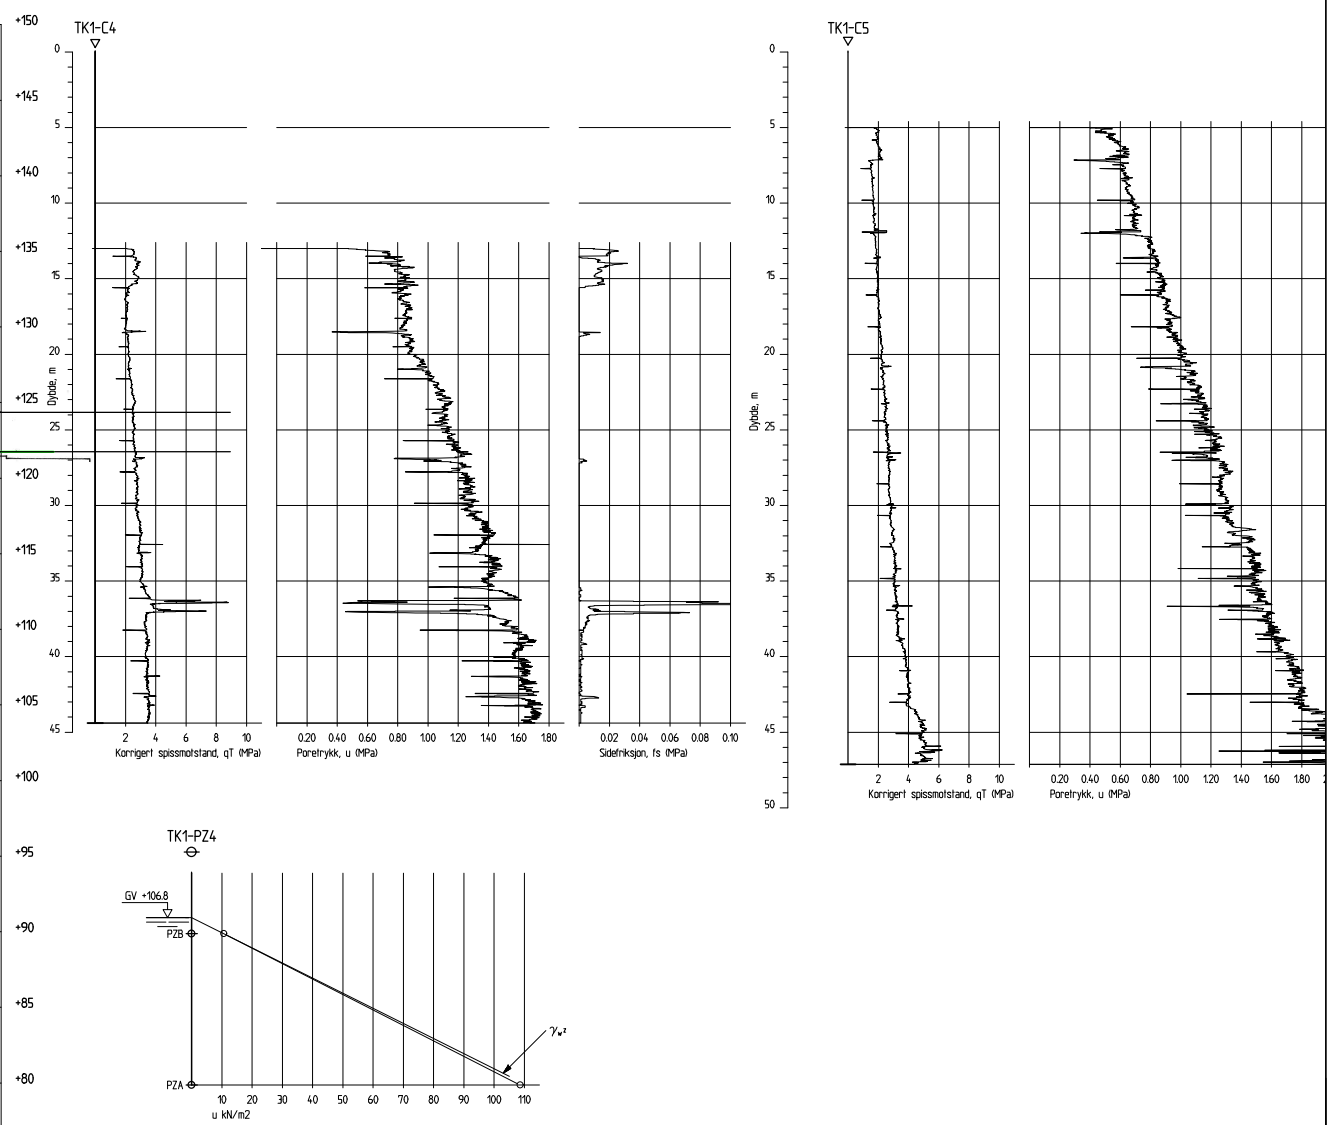 +150
+145
+140
+135
+130
+125
+120
+115
+110
+105
+100
+95
+90
+85
+80
TK1-C4
0
5
10
15
20
25
30
35
40
45
Dybde, m
2 4 6 8 10
Korrigert spissmotstand, qT (MPa)
0.20 0.40 0.60 0.80 1.00 1.20 1.40 1.60 1.80
Poretrykk, u (MPa)
0.02 0.04 0.06 0.08 0.10
Sidefriksjon, fs (MPa)
TK1-C5
0
5
10
15
20
25
30
35
40
45
50
Dybde, m
2 4 6 8 10
Korrigert spissmotstand, qT (MPa)
0.20 0.40 0.60 0.80 1.00 1.20 1.40 1.60 1.80
Poretrykk, u (MPa)
TK1-PZ4
GV +106.8
PZB
PZA
γwz
10 20 30 40 50 60 70 80 90 100 110
u kN/m2